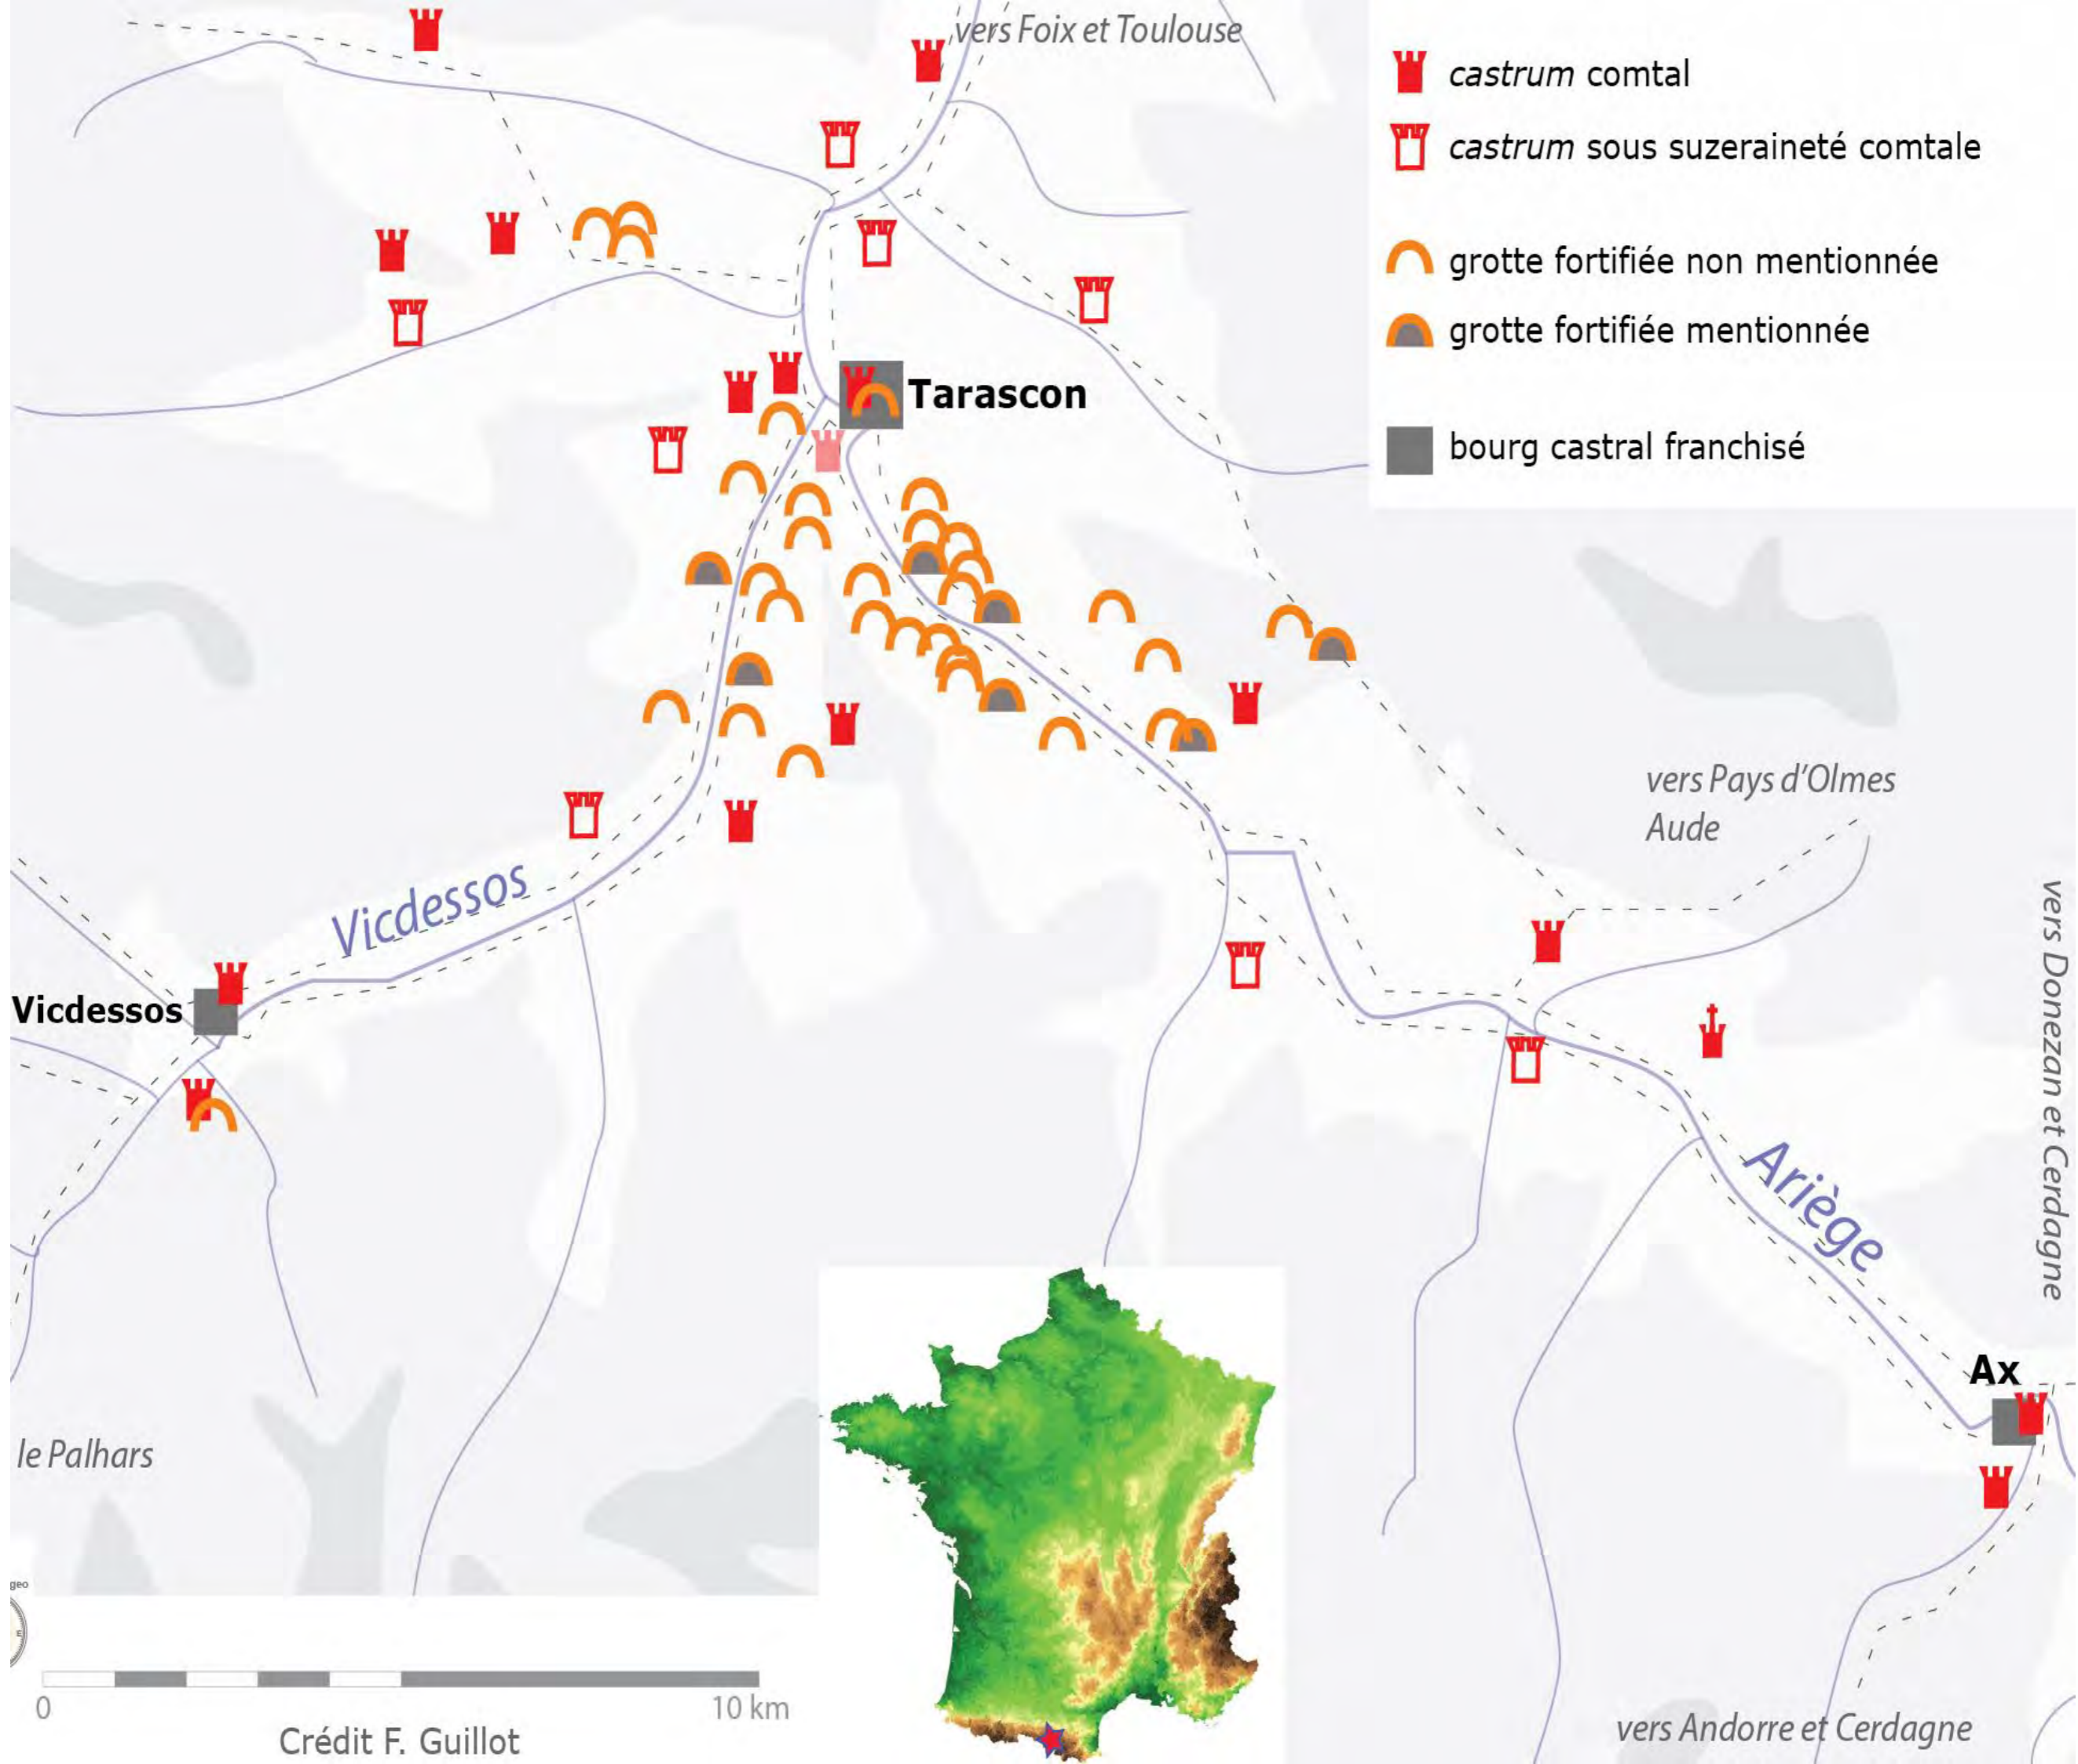 vers Foix et Toulouse
castrum comtal
castrum sous suzeraineté comtale
grotte fortifiée non mentionnée
grotte fortifiée mentionnée
bourg castral franchisé
Tarascon
vers Pays d'Olmes
Aude
vers Donezan et Cerdagne
Vicdessos
Vicdessos
Ariège
Ax
le Palhars
geo
E
0
10 km
Crédit F. Guillot
vers Andorre et Cerdagne